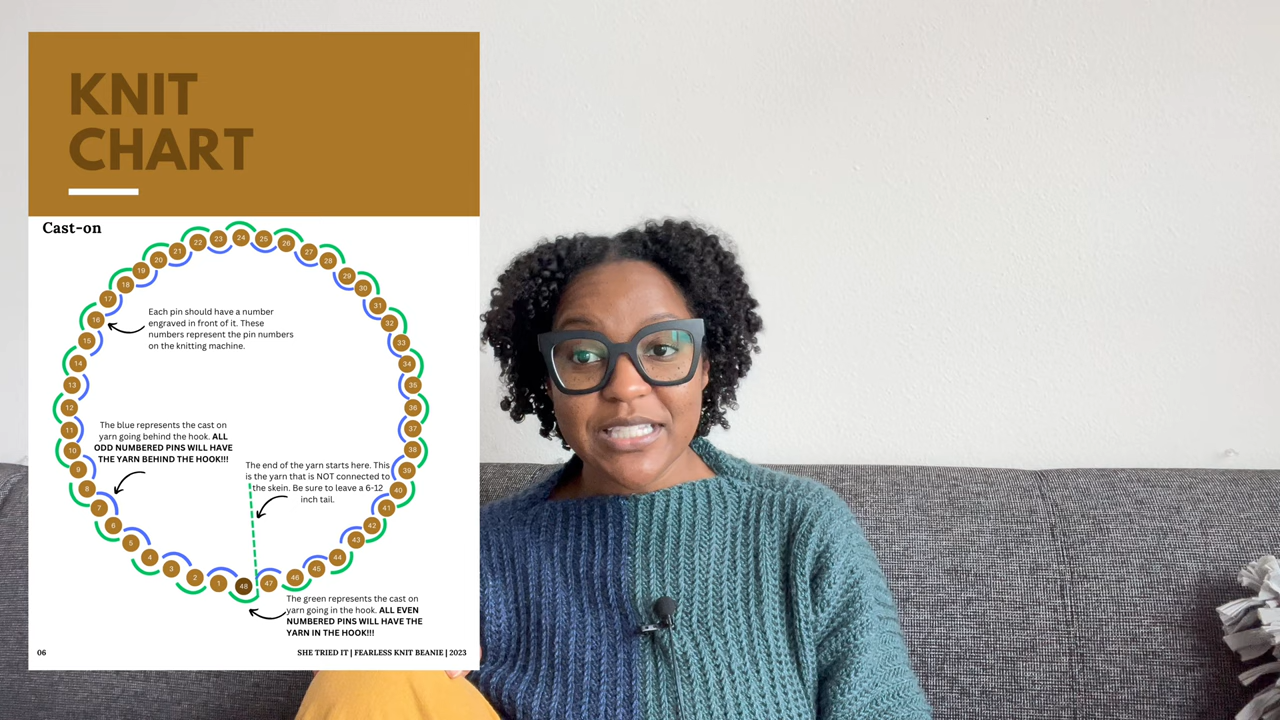 KNIT
CHART
Cast-on
22
23
24
25
26
21
27
20
28
19
29
18
30
17
31
16
32
Each pin should have a number
engraved in front of it. These
numbers represent the pin numbers
on the knitting machine.
15
33
14
34
13
35
12
36
11
37
The blue represents the cast on
yarn going behind the hook. ALL
ODD NUMBERED PINS WILL HAVE
THE YARN BEHIND THE HOOK!!!
10
38
9
39
The end of the yarn starts here. This
is the yarn that is NOT connected to
the skein. Be sure to leave a 6-12
inch tail.
8
40
7
41
6
42
5
43
4
44
3
45
2
46
1
47
48
The green represents the cast on
yarn going in the hook. ALL EVEN
NUMBERED PINS WILL HAVE THE
YARN IN THE HOOK!!!
06
SHE TRIED IT | FEARLESS KNIT BEANIE | 2023